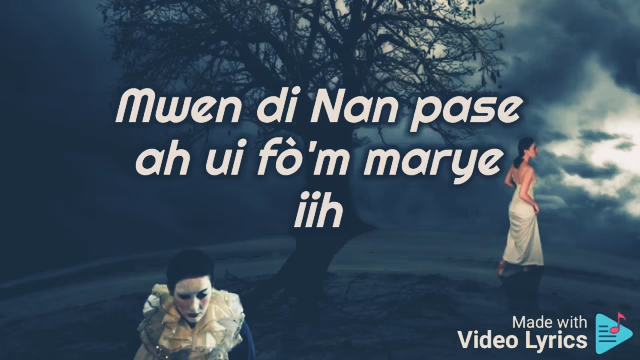 Mwen di Nan pase
ah ui fò'm marye
iih
Made with
Video Lyrics